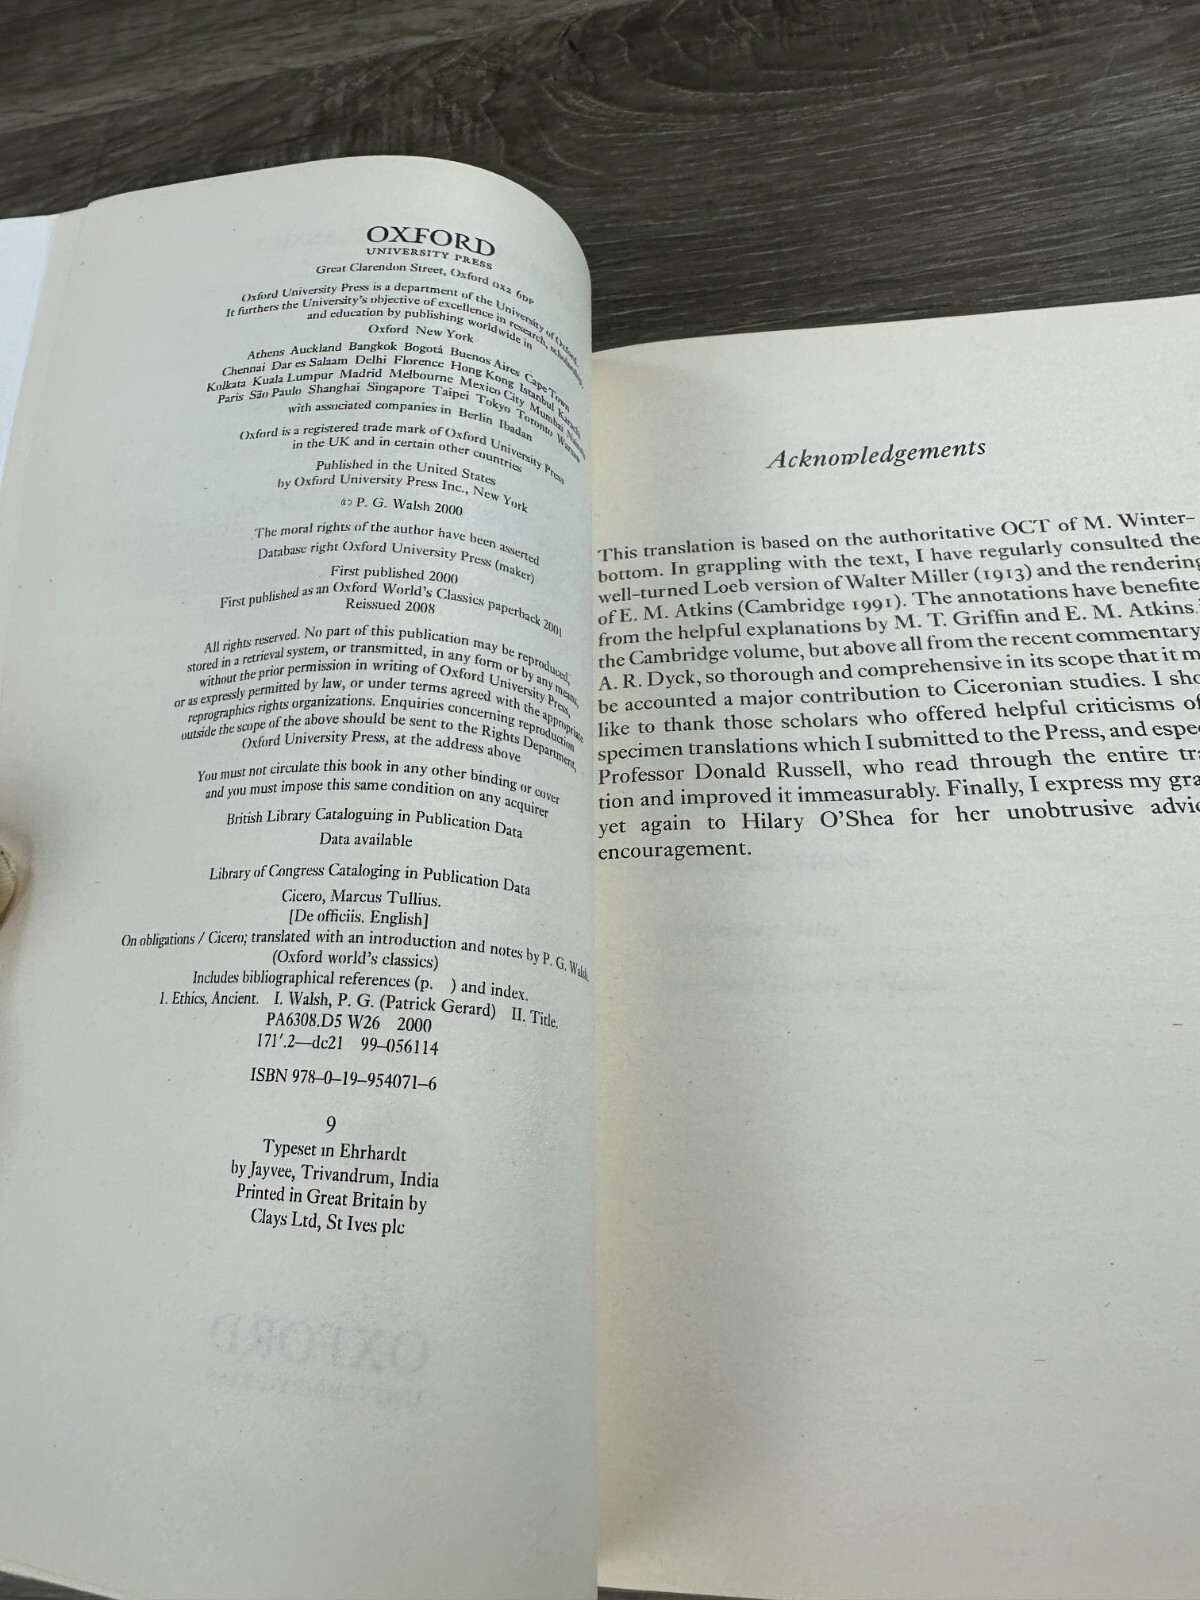 OXFORD
UNIVERSITY PRESS
Great Clarendon Street, Oxford OX2 6DP
Oxford University Press is a department of the University of Oxford.
It furthers the University's objective of excellence in research, scholarship,
and education by publishing worldwide in
Oxford New York
Athens Auckland Bangkok Bogotá Buenos Aires Cape Town
Chennai Dar es Salaam Delhi Florence Hong Kong Istanbul Karachi
Kolkata Kuala Lumpur Madrid Melbourne Mexico City Mumbai Nairobi
Paris São Paulo Shanghai Singapore Taipei Tokyo Toronto Warsaw
with associated companies in Berlin Ibadan
Oxford is a registered trade mark of Oxford University Press
in the UK and in certain other countries
Published in the United States
by Oxford University Press Inc., New York
© P. G. Walsh 2000
The moral rights of the author have been asserted
Database right Oxford University Press (maker)
First published 2000
First published as an Oxford World's Classics paperback 2001
Reissued 2008
All rights reserved. No part of this publication may be reproduced,
stored in a retrieval system, or transmitted, in any form or by any means,
without the prior permission in writing of Oxford University Press,
or as expressly permitted by law, or under terms agreed with the appropriate
reprographics rights organizations. Enquiries concerning reproduction
outside the scope of the above should be sent to the Rights Department,
Oxford University Press, at the address above
You must not circulate this book in any other binding or cover
and you must impose this same condition on any acquirer
British Library Cataloguing in Publication Data
Data available
Library of Congress Cataloging in Publication Data
Cicero, Marcus Tullius.
[De officiis. English]
On obligations / Cicero; translated with an introduction and notes by P. G. Walsh.
(Oxford world's classics)
Includes bibliographical references (p. ) and index.
1. Ethics, Ancient. I. Walsh, P. G. (Patrick Gerard) II. Title.
PA6308.D5 W26 2000
171'.2—dc21 99–056114
ISBN 978–0–19–954071–6
9
Typeset in Ehrhardt
by Jayvee, Trivandrum, India
Printed in Great Britain by
Clays Ltd, St Ives plc
Acknowledgements
This translation is based on the authoritative OCT of M. Winter-
bottom. In grappling with the text, I have regularly consulted the
well-turned Loeb version of Walter Miller (1913) and the rendering
of E. M. Atkins (Cambridge 1991). The annotations have benefite
from the helpful explanations by M. T. Griffin and E. M. Atkins
the Cambridge volume, but above all from the recent commentary
A. R. Dyck, so thorough and comprehensive in its scope that it m
be accounted a major contribution to Ciceronian studies. I sho
like to thank those scholars who offered helpful criticisms of
specimen translations which I submitted to the Press, and espec
Professor Donald Russell, who read through the entire tra
tion and improved it immeasurably. Finally, I express my gra
yet again to Hilary O'Shea for her unobtrusive advic
encouragement.